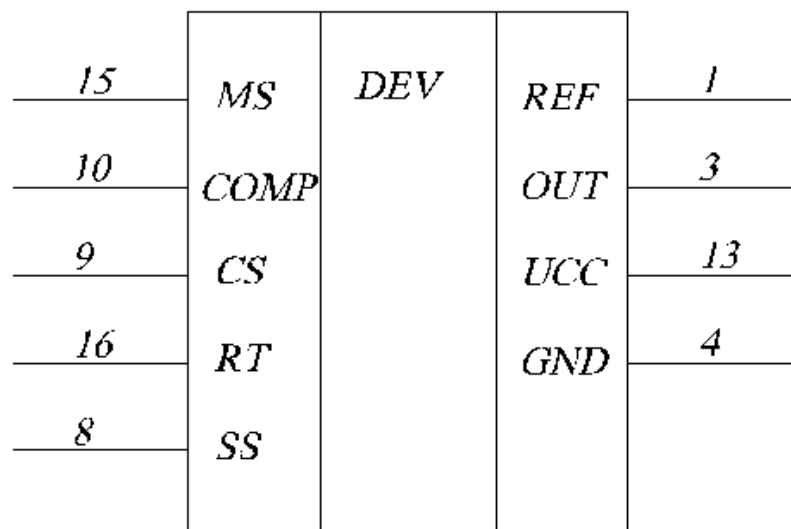 15 MS DEV REF 1
10 COMP OUT 3
9 CS UCC 13
16 RT GND 4
8 SS